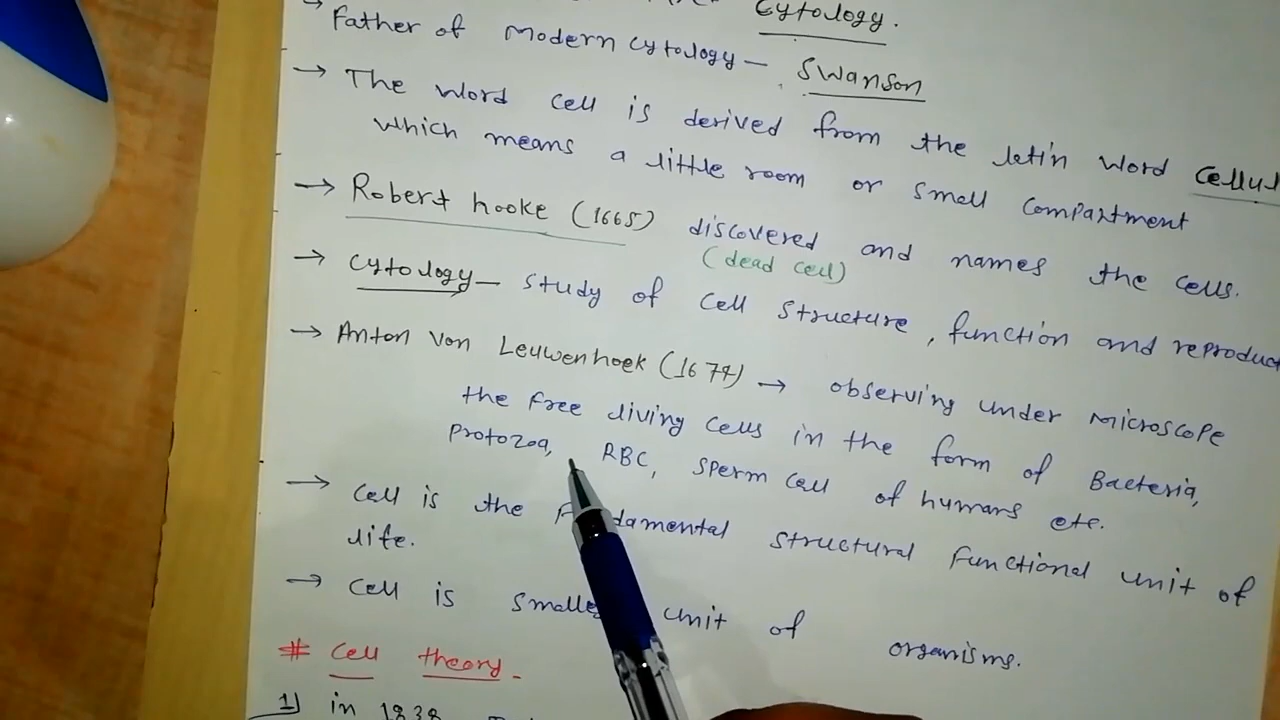 Cytology.
Father of Modern cytology — Swanson
→ The word cell is derived from the letin word Cellul
which means a little room or small compartment
→ Robert hooke (1665) discovered and names the cells.
(dead cell)
→ cytology — study of cell structure, function and reproduct
→ Anton Von Leuwenhoek (1674) → observing under microscope
the free living cells in the form of Bacteria,
Protozoa, RBC, sperm cell of humans etc.
→ cell is the F damental structural functional unit of
life.
→ cell is smalle unit of organisms.
# Cell theory.
1) in 1838